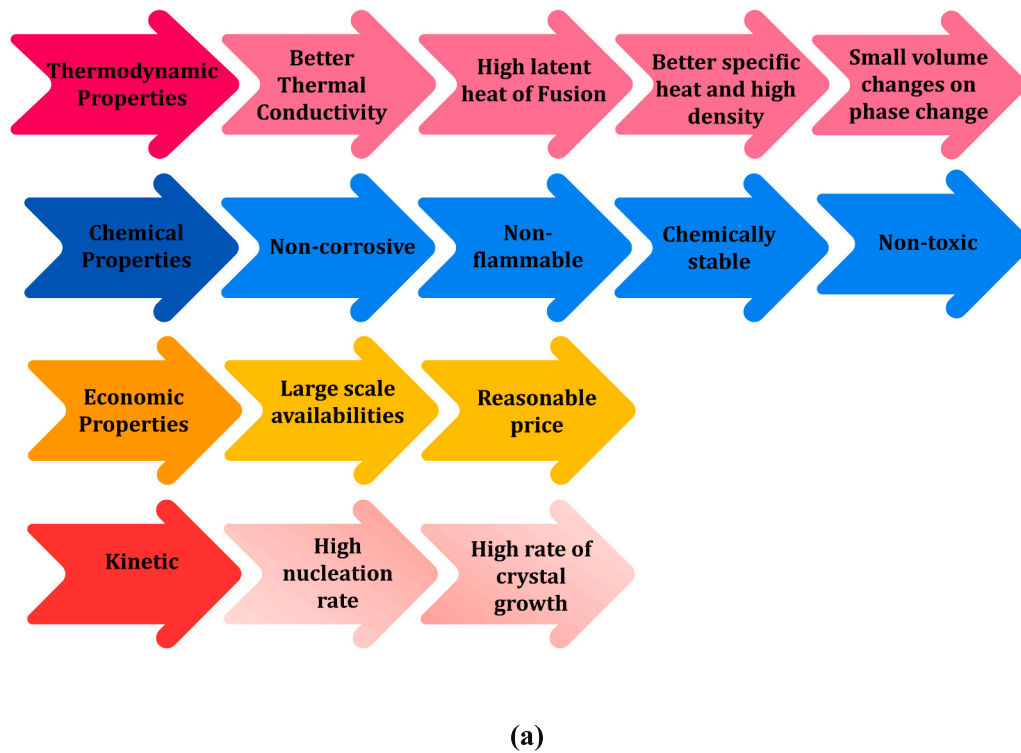 Thermodynamic
Properties
Better
Thermal
Conductivity
High latent
heat of Fusion
Better specific
heat and high
density
Small volume
changes on
phase change
Chemical
Properties
Non-corrosive
Non-
flammable
Chemically
stable
Non-toxic
Economic
Properties
Large scale
availabilities
Reasonable
price
Kinetic
High
nucleation
rate
High rate of
crystal
growth
(a)